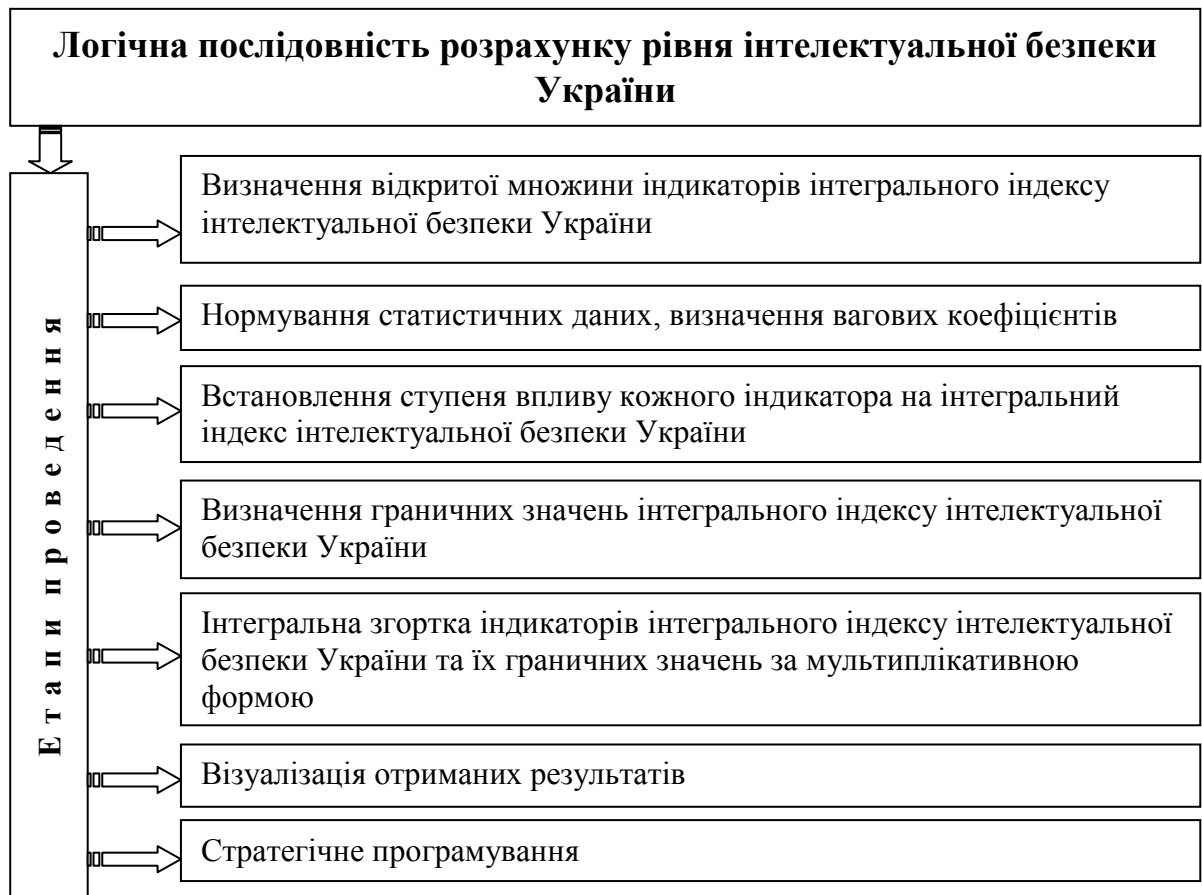 Логічна послідовність розрахунку рівня інтелектуальної безпеки
України
Етапи проведення
Визначення відкритої множини індикаторів інтегрального індексу
інтелектуальної безпеки України
Нормування статистичних даних, визначення вагових коефіцієнтів
Встановлення ступеня впливу кожного індикатора на інтегральний
індекс інтелектуальної безпеки України
Визначення граничних значень інтегрального індексу інтелектуальної
безпеки України
Інтегральна згортка індикаторів інтегрального індексу інтелектуальної
безпеки України та їх граничних значень за мультиплікативною
формою
Візуалізація отриманих результатів
Стратегічне програмування